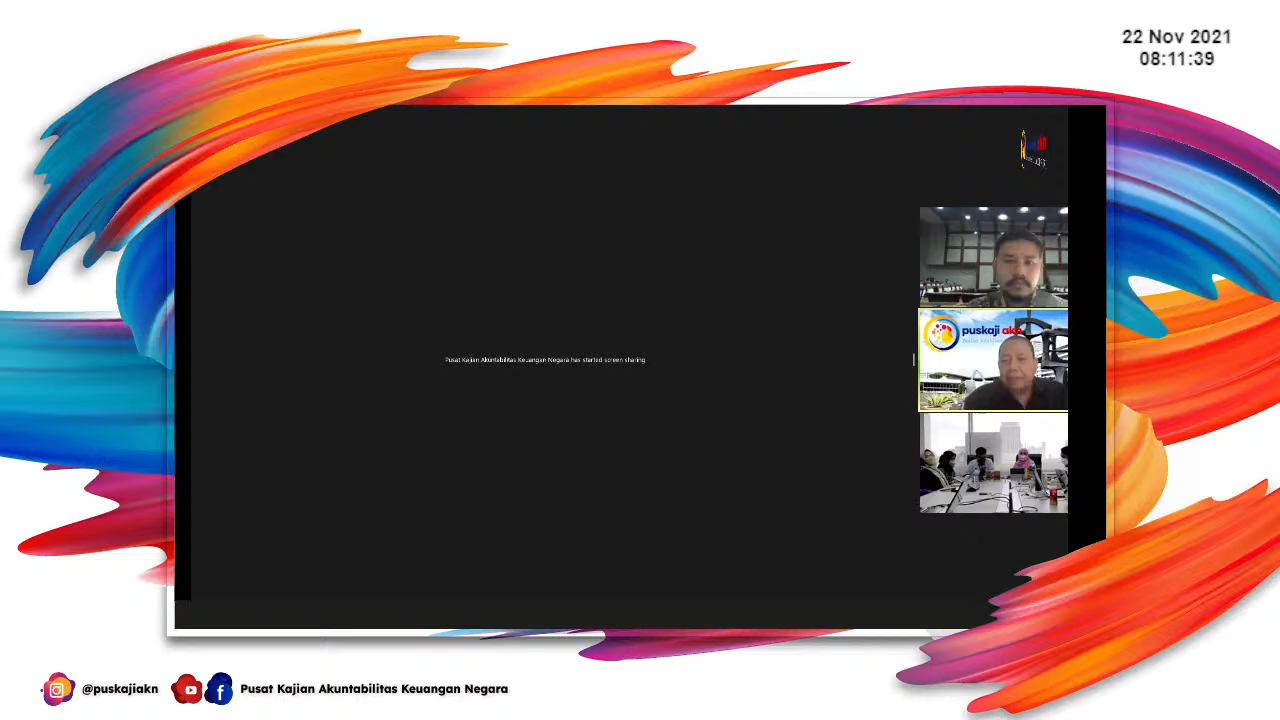 22 Nov 2021
08:11:39
puskaji akn
Pusat Kajian Akuntabilitas Keuangan Negara has started screen sharing
@puskajiakn
Pusat Kajian Akuntabilitas Keuangan Negara